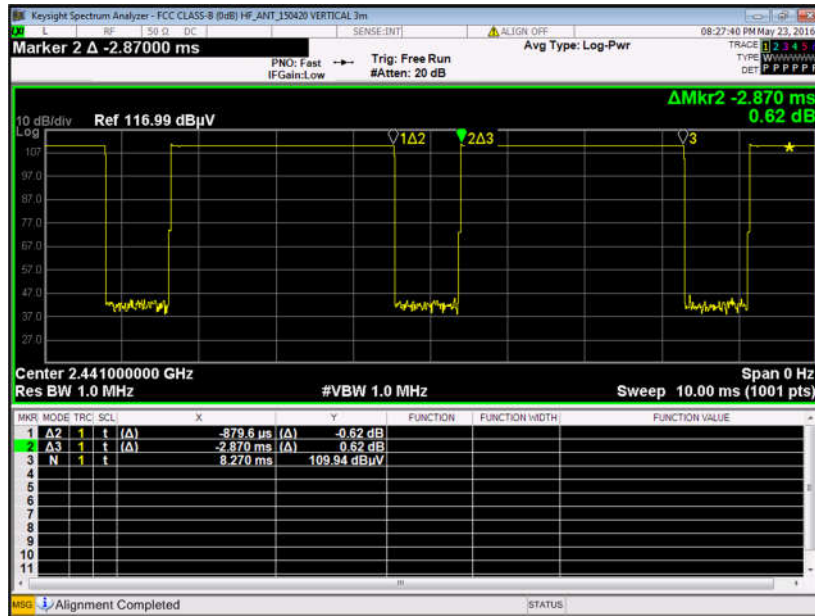 Keysight Spectrum Analyzer - FCC CLASS-B (0dB) HF_ANT_150420 VERTICAL 3m
L RF 50 Ω DC SENSE:INT ALIGN OFF 08:27:40 PM May 23, 2016
Marker 2 Δ -2.87000 ms
Avg Type: Log-Pwr
TRACE 1 2 3 4 5
PNO: Fast Trig: Free Run
TYPE WWWWWW
IFGain:Low #Atten: 20 dB
DET P P P P P P
ΔMkr2 -2.870 ms
0.62 dB
10 dB/div Ref 116.99 dBµV
Log
1Δ2 2Δ3 3
107
97.0
87.0
77.0
67.0
57.0
47.0
37.0
27.0
Center 2.441000000 GHz Span 0 Hz
Res BW 1.0 MHz #VBW 1.0 MHz Sweep 10.00 ms (1001 pts)
MKR MODE TRC SCL X Y FUNCTION FUNCTION WIDTH FUNCTION VALUE
1 Δ2 1 t (Δ) -879.6 µs (Δ) -0.62 dB
2 Δ3 1 t (Δ) -2.870 ms (Δ) 0.62 dB
3 N 1 t 8.270 ms 109.94 dBµV
4
5
6
7
8
9
10
11
MSG Alignment Completed STATUS